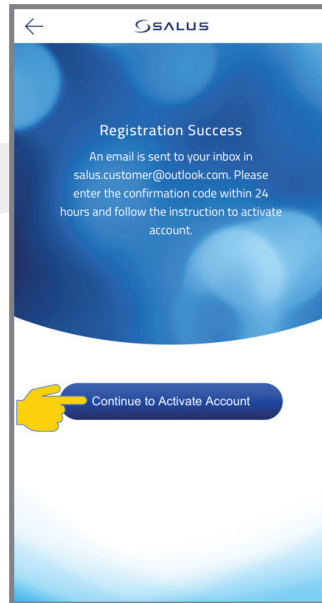 SALUS
Registration Success
An email is sent to your inbox in
salus.customer@outlook.com. Please
enter the confirmation code within 24
hours and follow the instruction to activate
account.
Continue to Activate Account